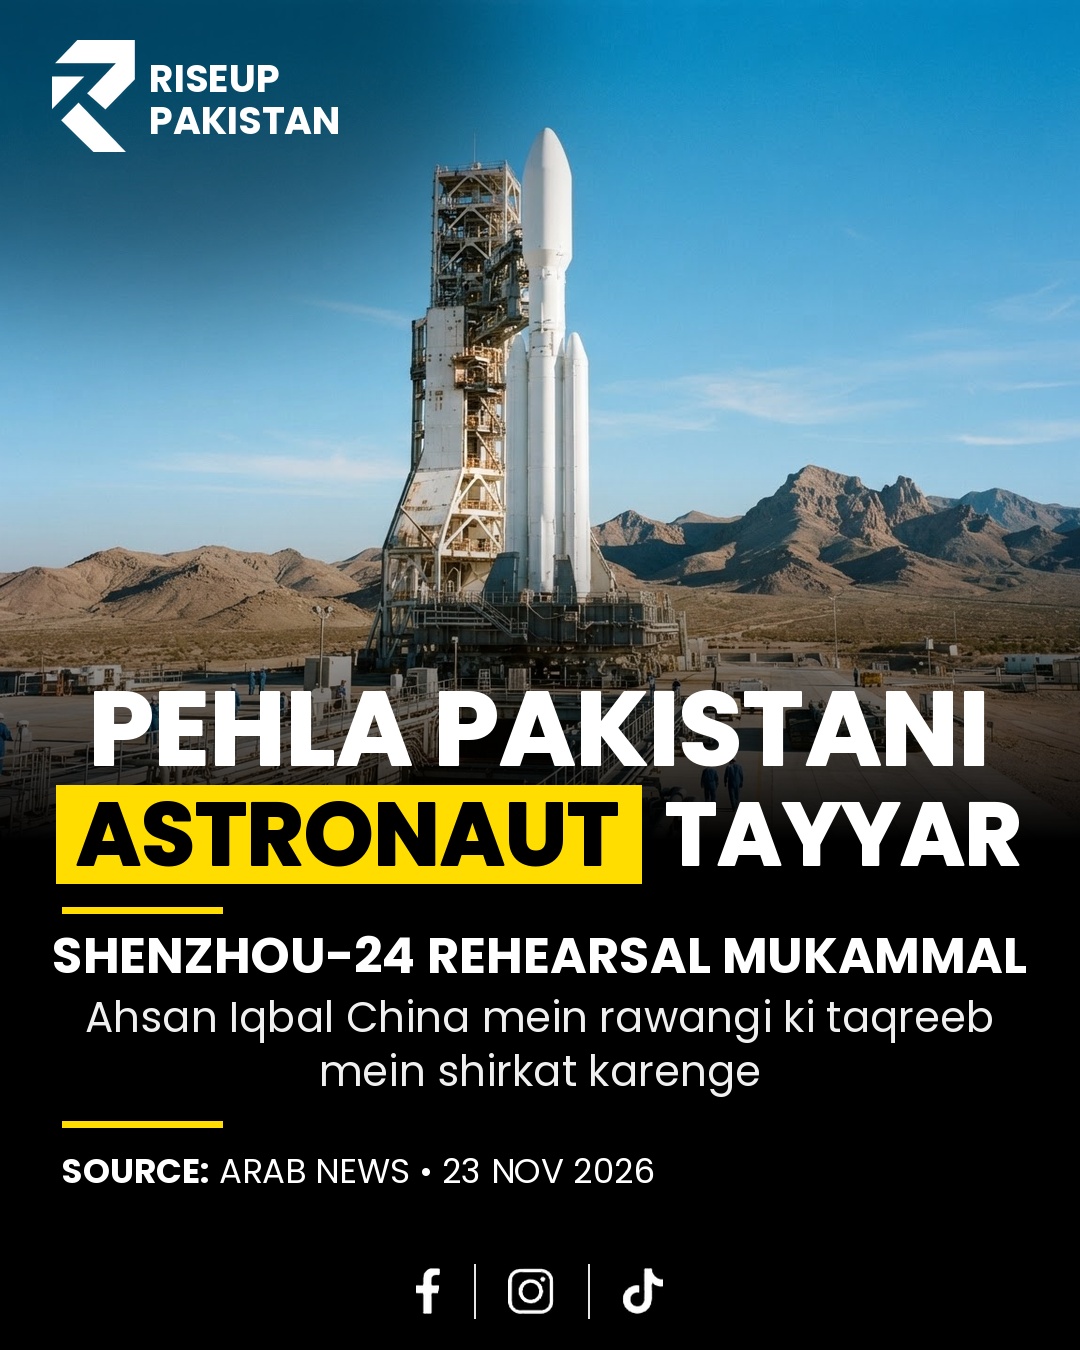 RISEUP
PAKISTAN
PEHLA PAKISTANI
ASTRONAUT TAYYAR
SHENZHOU-24 REHEARSAL MUKAMMAL
Ahsan Iqbal China mein rawangi ki taqreeb
mein shirkat karenge
SOURCE: ARAB NEWS • 23 NOV 2026